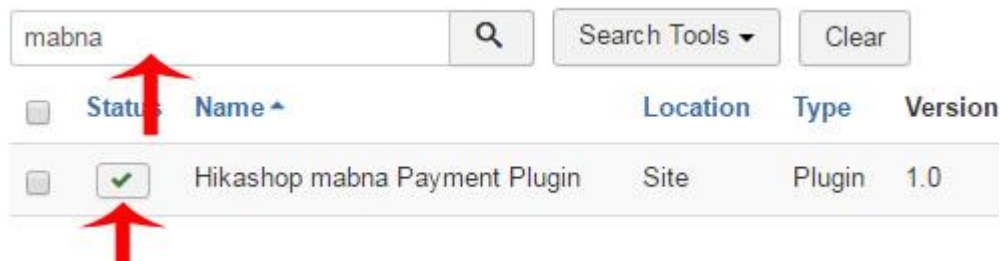 mabna Search Tools Clear
Status Name Location Type Version
Hikashop mabna Payment Plugin Site Plugin 1.0